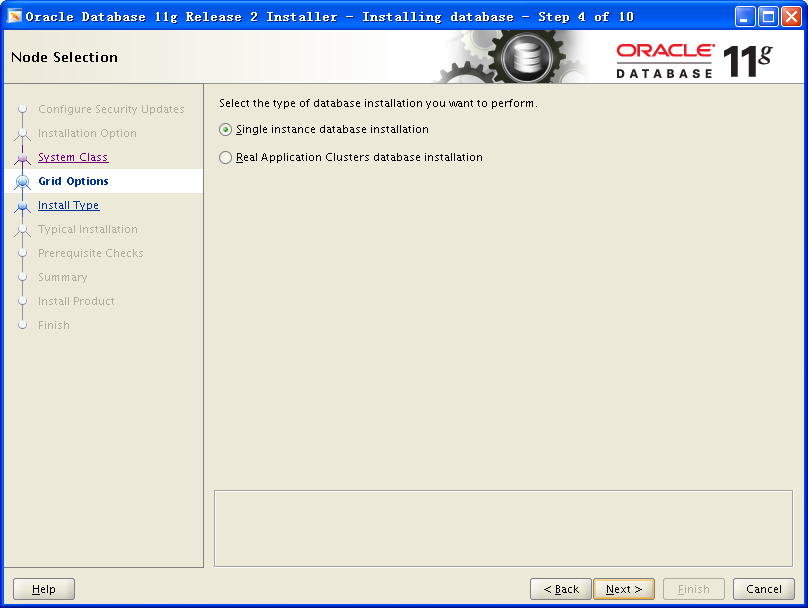 Oracle Database 11g Release 2 Installer - Installing database - Step 4 of 10
Node Selection
ORACLE
DATABASE
11g
Configure Security Updates
Installation Option
System Class
Grid Options
Install Type
Typical Installation
Prerequisite Checks
Summary
Install Product
Finish
Select the type of database installation you want to perform.
Single instance database installation
Real Application Clusters database installation
Help
< Back
Next >
Finish
Cancel